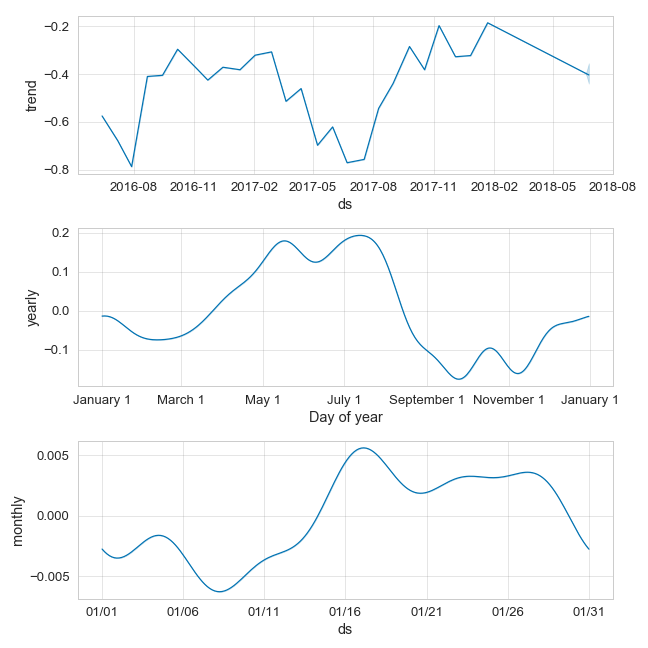 −0.2
−0.4
−0.6
−0.8
trend
2016-08 2016-11 2017-02 2017-05 2017-08 2017-11 2018-02 2018-05 2018-08
ds
0.2
0.1
0.0
−0.1
yearly
January 1 March 1 May 1 July 1 September 1 November 1 January 1
Day of year
0.005
0.000
−0.005
monthly
01/01 01/06 01/11 01/16 01/21 01/26 01/31
ds